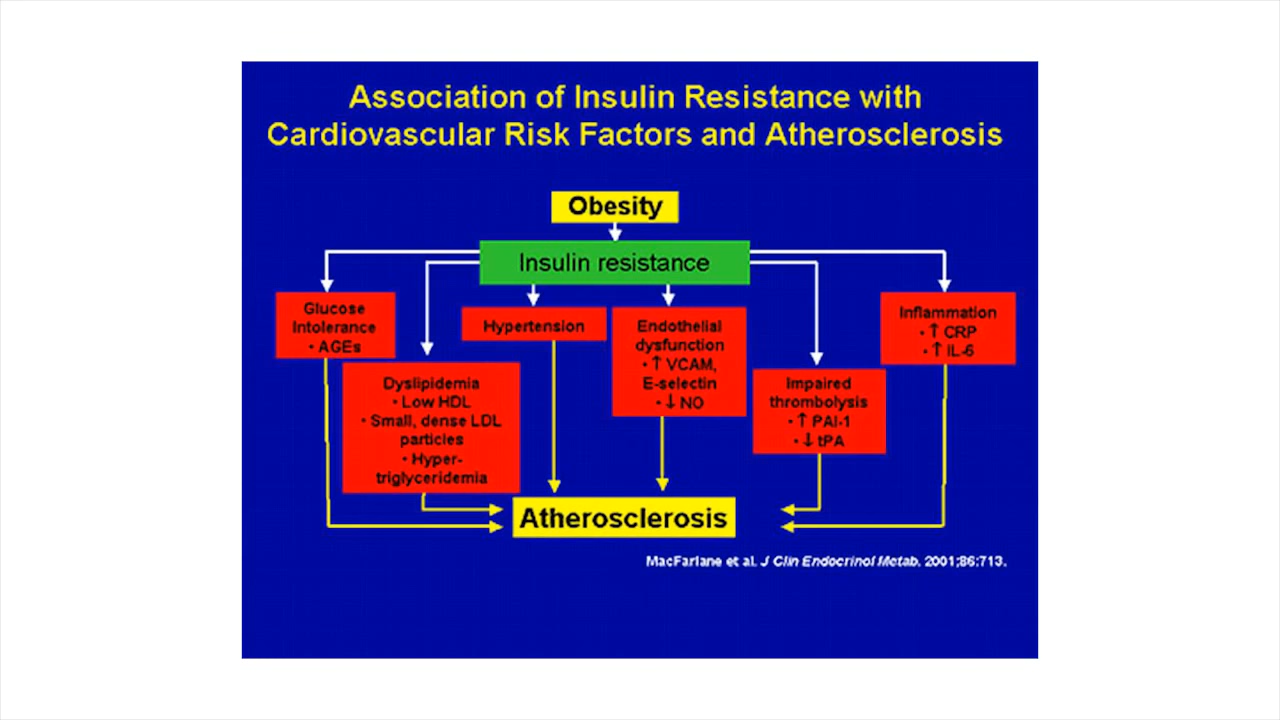 Association of Insulin Resistance with
Cardiovascular Risk Factors and Atherosclerosis
Obesity
Insulin resistance
Glucose
Intolerance
• AGEs
Dyslipidemia
• Low HDL
• Small, dense LDL
particles
• Hyper-
triglyceridemia
Hypertension
Endothelial
dysfunction
• ↑ VCAM,
E-selectin
• ↓ NO
Impaired
thrombolysis
• ↑ PAI-1
• ↓ tPA
Inflammation
• ↑ CRP
• ↑ IL-6
Atherosclerosis
MacFarlane et al. J Clin Endocrinol Metab. 2001;86:713.